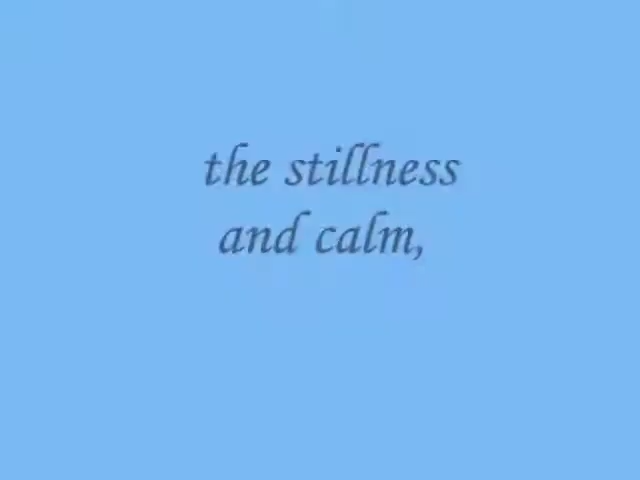 the stillness
and calm,